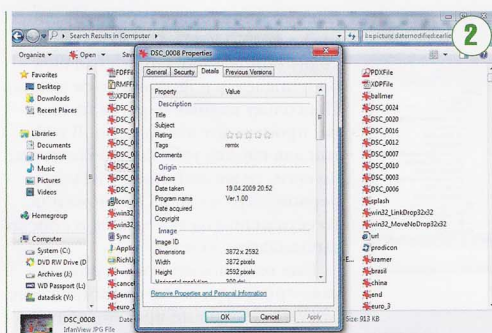 2
Search Results in Computer
Organize
Open
DSC_0008 Properties
General Security Details Previous Versions
Property Value
Description
Title
Subject
Rating
Tags remix
Comments
Origin
Authors
Date taken 19.04.2009 20:52
Program name Ver.1.00
Date acquired
Copyright
Image
Image ID
Dimensions 3872 x 2592
Width 3872 pixels
Height 2592 pixels
Remove Properties and Personal Information
OK Cancel Apply
Favorites
Desktop
Downloads
Recent Places
Libraries
Documents
Hardnsoft
Music
Pictures
Videos
Homegroup
Computer
System (C:)
DVD RW Drive (D
Archives (J:)
WD Passport (L:)
datadisk (Y:)
PDXFile
XDPFile
ballmer
DSC_0024
DSC_0020
DSC_0016
DSC_0012
DSC_0007
DSC_0010
DSC_0003
DSC_0006
splash
win32_LinkDrop32x32
win32_MoveNoDrop32x32
url
prodicon
kramer
brasil
china
end
euro_3
DSC_0008
IrfanView JPG File
Size: 913 KB